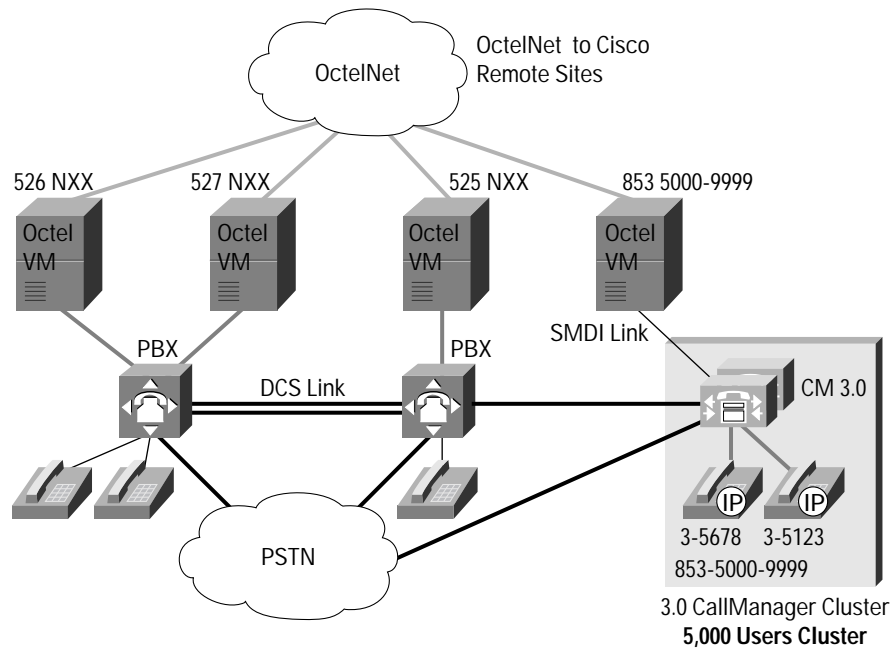 OctelNet
OctelNet to Cisco
Remote Sites
526 NXX
527 NXX
525 NXX
853 5000-9999
Octel
VM
Octel
VM
Octel
VM
Octel
VM
SMDI Link
PBX
DCS Link
PBX
CM 3.0
IP
IP
3-5678
3-5123
853-5000-9999
PSTN
3.0 CallManager Cluster
5,000 Users Cluster